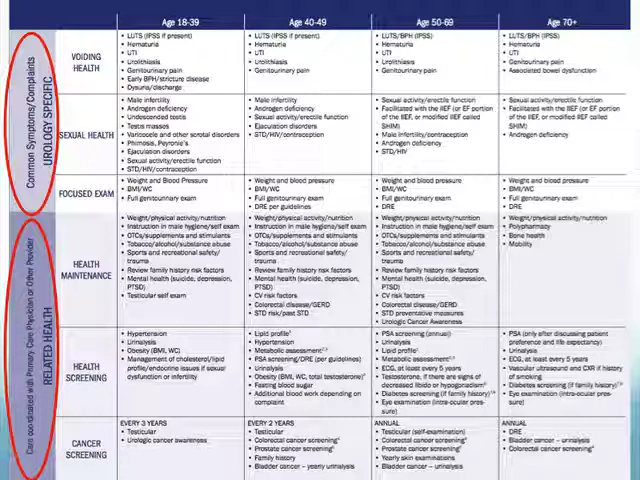 Age 18-39
Age 40-49
Age 50-69
Age 70+
Common Symptoms/Complaints
UROLOGY SPECIFIC
VOIDING
HEALTH
• LUTS (IPSS if present)
• Hematuria
• UTI
• Urolithiasis
• Genitourinary pain
• Early BPH/stricture disease
• Dysuria/discharge
• LUTS (IPSS if present)
• Hematuria
• UTI
• Urolithiasis
• Genitourinary pain
• LUTS/BPH (IPSS)
• Hematuria
• UTI
• Urolithiasis
• Genitourinary pain
• LUTS/BPH (IPSS)
• Hematuria
• UTI
• Genitourinary pain
• Associated bowel dysfunction
SEXUAL HEALTH
• Male infertility
• Androgen deficiency
• Undescended testis
• Testis masses
• Varicocele and other scrotal disorders
• Phimosis, Peyronie's
• Ejaculation disorders
• Sexual activity/erectile function
• STD/HIV/contraception
• Male infertility
• Androgen deficiency
• Sexual activity/erectile function
• Ejaculation disorders
• STD/HIV/contraception
• Sexual activity/erectile function
• Facilitated with the IIEF (or EF portion
of the IIEF, or modified IIEF called
SHIM)
• Male infertility/contraception
• Androgen deficiency
• STD/HIV
• Sexual activity/erectile function
• Facilitated with the IIEF (or EF portion
of the IIEF, or modified IIEF called
SHIM)
• Androgen deficiency
FOCUSED EXAM
• Weight and Blood Pressure
• BMI/WC
• Full genitourinary exam
• Weight and Blood Pressure
• BMI/WC
• Full genitourinary exam
• DRE per guidelines
• Weight and Blood Pressure
• BMI/WC
• Full genitourinary exam
• DRE
• Weight and Blood Pressure
• BMI/WC
• Full genitourinary exam
• DRE
Care coordinated with Primary Care Physician or Other Provider
RELATED HEALTH
HEALTH
MAINTENANCE
• Weight/physical activity/nutrition
• Instruction in male hygiene/self exam
• OTCs/supplements and stimulants
• Tobacco/alcohol/substance abuse
• Sports and recreational safety/
trauma
• Review family history risk factors
• Mental health (suicide, depression,
PTSD)
• Testicular self exam
• Weight/physical activity/nutrition
• Instruction in male hygiene/self exam
• OTCs/supplements and stimulants
• Tobacco/alcohol/substance abuse
• Sports and recreational safety/
trauma
• Review family history risk factors
• Mental health (suicide, depression,
PTSD)
• CV risk factors
• Colorectal disease/GERD
• STD risk/past STD
• Weight/physical activity/nutrition
• Instruction in male hygiene/self exam
• OTCs/supplements and stimulants
• Tobacco/alcohol/substance abuse
• Sports and recreational safety/
trauma
• Review family history risk factors
• Mental health (suicide, depression,
PTSD)
• CV risk factors
• Colorectal disease/GERD
• STD preventative measures
• Urologic Cancer Awareness
• Weight/physical activity/nutrition
• Polypharmacy
• Bone health
• Mobility
HEALTH
SCREENING
• Hypertension
• Urinalysis
• Obesity (BMI, WC)
• Management of cholesterol/lipid
profile/endocrine issues if sexual
dysfunction or infertility
• Lipid profile
• Hypertension
• Metabolic assessment
• PSA screening/DRE (per guidelines)
• Urinalysis
• Obesity (BMI, WC, total testosterone)
• Fasting blood sugar
• Additional blood work depending on
complaint
• PSA screening (annual)
• Urinalysis
• Lipid profile
• Metabolic assessment
• ECG, at least every 5 years
• Testosterone, if there are signs of
decreased libido or hypogonadism
• Diabetes screening (if family history)
• Eye examination (intra-ocular pres-
sure)
• PSA (only after discussing patient
preference and life expectancy)
• Urinalysis
• ECG, at least every 5 years
• Vascular ultrasound and CXR if history
of smoking
• Diabetes screening (if family history)
• Eye examination (intra-ocular pres-
sure)
CANCER
SCREENING
EVERY 3 YEARS
• Testicular
• Urologic cancer awareness
EVERY 2 YEARS
• Testicular
• Colorectal cancer screening
• Prostate cancer screening
• Family history
• Bladder cancer – yearly urinalysis
ANNUAL
• Testicular (self-examination)
• Colorectal cancer screening
• Prostate cancer screening
• Yearly skin examinations
• Bladder cancer – urinalysis
ANNUAL
• DRE
• Bladder cancer – urinalysis
• Colorectal cancer screening